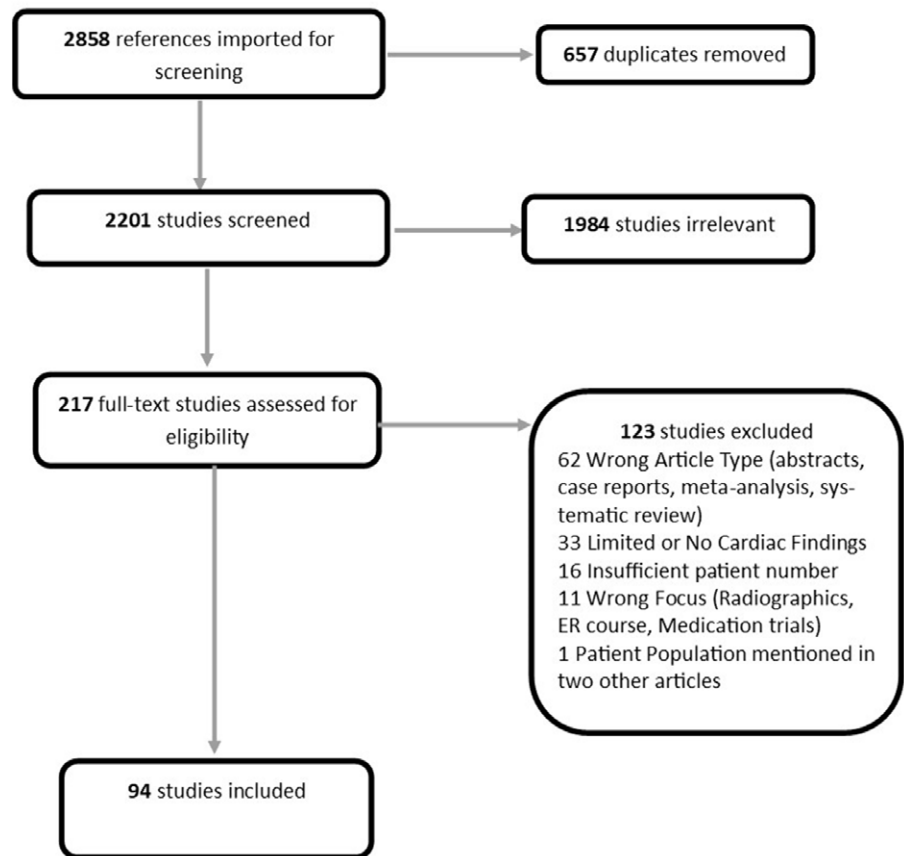 2858 references imported for
screening
657 duplicates removed
2201 studies screened
1984 studies irrelevant
217 full-text studies assessed for
eligibility
123 studies excluded
62 Wrong Article Type (abstracts,
case reports, meta-analysis, sys-
tematic review)
33 Limited or No Cardiac Findings
16 Insufficient patient number
11 Wrong Focus (Radiographics,
ER course, Medication trials)
1 Patient Population mentioned in
two other articles
94 studies included